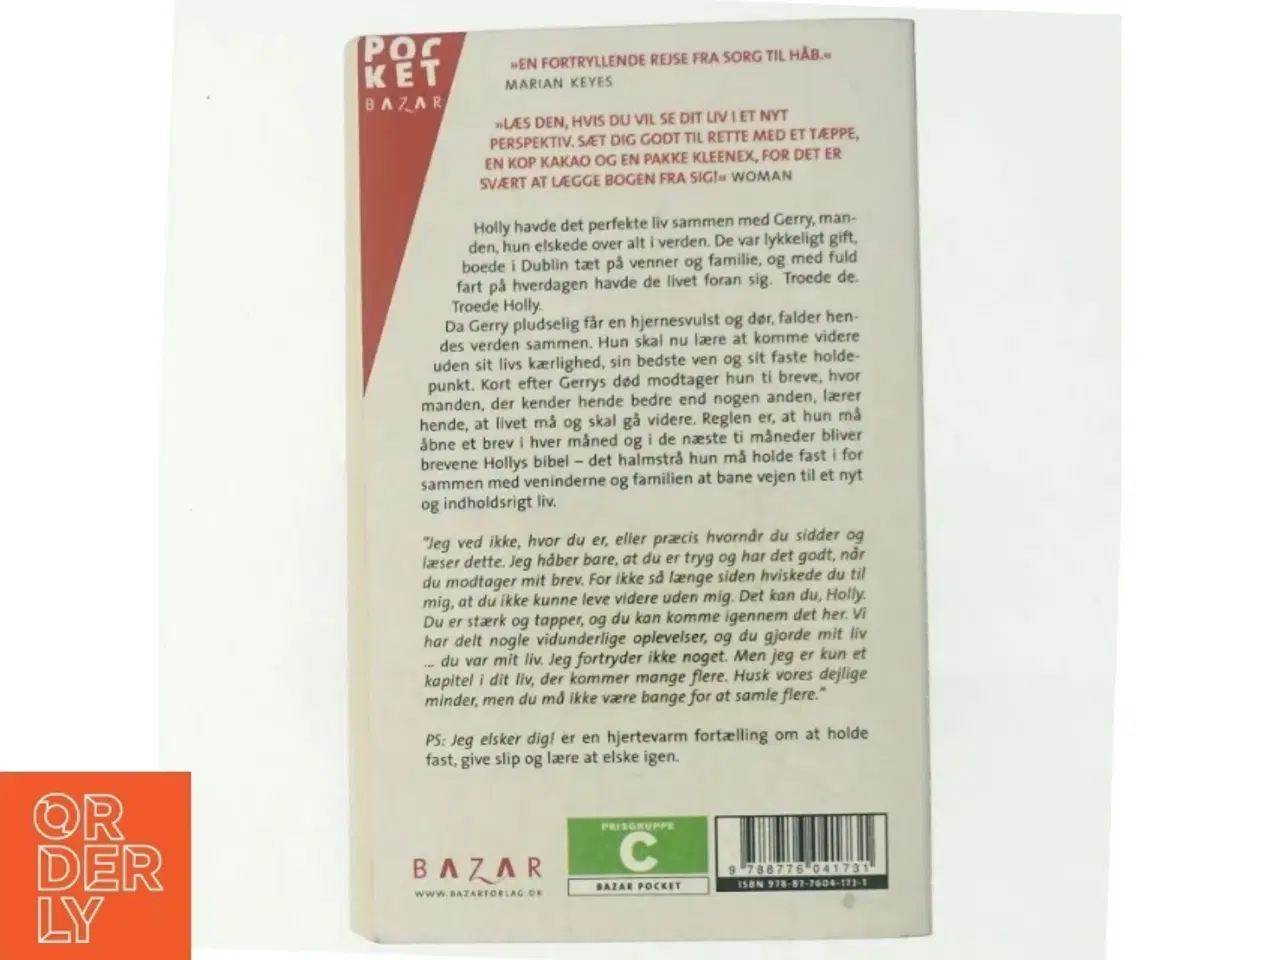 POCKET
BAZAR
»EN FORTRYLLENDE REJSE FRA SORG TIL HÅB.«
MARIAN KEYES
»LÆS DEN, HVIS DU VIL SE DIT LIV I ET NYT
PERSPEKTIV. SÆT DIG GODT TIL RETTE MED ET TÆPPE,
EN KOP KAKAO OG EN PAKKE KLEENEX, FOR DET ER
SVÆRT AT LÆGGE BOGEN FRA SIG!« WOMAN
Holly havde det perfekte liv sammen med Gerry, man-
den, hun elskede over alt i verden. De var lykkeligt gift,
boede i Dublin tæt på venner og familie, og med fuld
fart på hverdagen havde de livet foran sig. Troede de.
Troede Holly.
Da Gerry pludselig får en hjernesvulst og dør, falder hen-
des verden sammen. Hun skal nu lære at komme videre
uden sit livs kærlighed, sin bedste ven og sit faste holde-
punkt. Kort efter Gerrys død modtager hun ti breve, hvor
manden, der kender hende bedre end nogen anden, lærer
hende, at livet må og skal gå videre. Reglen er, at hun må
åbne et brev i hver måned og i de næste ti måneder bliver
brevene Hollys bibel – det halmstrå hun må holde fast i for
sammen med veninderne og familien at bane vejen til et nyt
og indholdsrigt liv.
"Jeg ved ikke, hvor du er, eller præcis hvornår du sidder og
læser dette. Jeg håber bare, at du er tryg og har det godt, når
du modtager mit brev. For ikke så længe siden hviskede du til
mig, at du ikke kunne leve videre uden mig. Det kan du, Holly.
Du er stærk og tapper, og du kan komme igennem det her. Vi
har delt nogle vidunderlige oplevelser, og du gjorde mit liv
... du var mit liv. Jeg fortryder ikke noget. Men jeg er kun et
kapitel i dit liv, der kommer mange flere. Husk vores dejlige
minder, men du må ikke være bange for at samle flere."
PS: Jeg elsker dig! er en hjertevarm fortælling om at holde
fast, give slip og lære at elske igen.
BAZAR
WWW.BAZARFORLAG.DK
PRISGRUPPE
C
BAZAR POCKET
9 788776 041731
ISBN 978-87-7604-173-1
ORDERLY